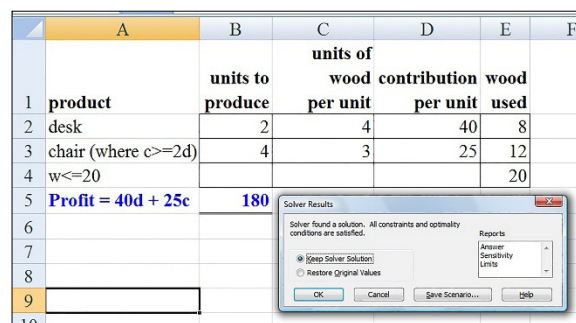 A B C D E F
units of
units to wood contribution wood
1 product produce per unit per unit used
2 desk 2 4 40 8
3 chair (where c>=2d) 4 3 25 12
4 w<=20 20
5 Profit = 40d + 25c 180
Solver Results
Solver found a solution. All constraints and optimality
conditions are satisfied.
Reports
Answer
Sensitivity
Limits
Keep Solver Solution
Restore Original Values
OK Cancel Save Scenario... Help
6
7
8
9
10